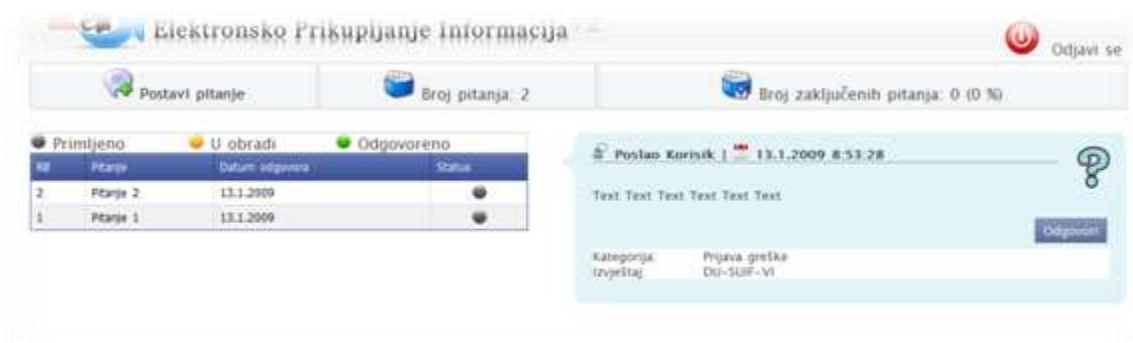 Elektronsko Prikupljanje Informacija
Odjavi se
Postavi pitanje
Broj pitanja: 2
Broj zaključenih pitanja: 0 (0 %)
Primljeno U obradi Odgovoreno
RB Pitanje Datum odgovora Status
2 Pitanje 2 13.1.2009
1 Pitanje 1 13.1.2009
Poslao Korisik | 13.1.2009 8:53:28
Text Text Text Text Text Text
Odgovori
Kategorija: Prijava greške
Izvještaj: DU-SUIF-VI